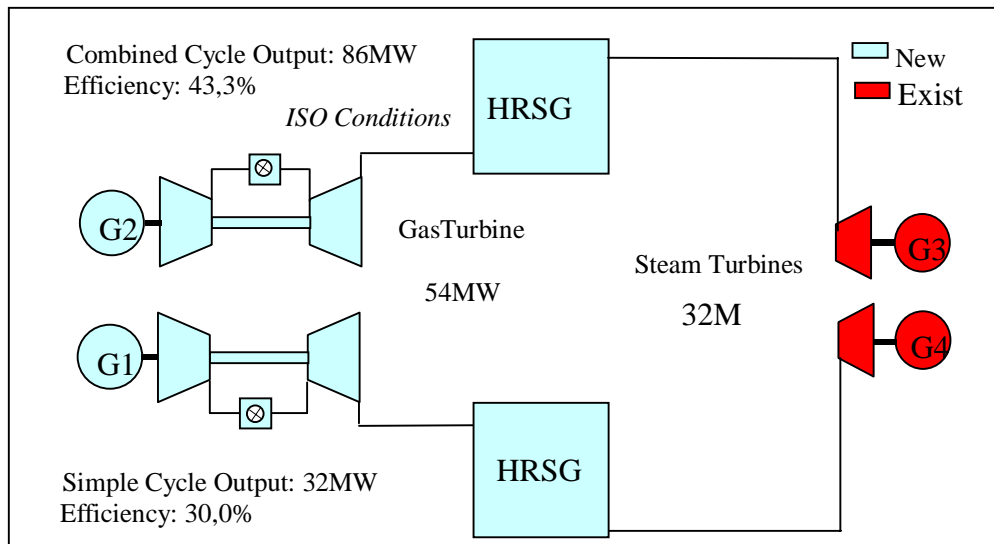 Combined Cycle Output: 86MW
Efficiency: 43,3%
ISO Conditions
HRSG
New
Exist
G2
GasTurbine
54MW
Steam Turbines
32M
G3
G1
G4
HRSG
Simple Cycle Output: 32MW
Efficiency: 30,0%